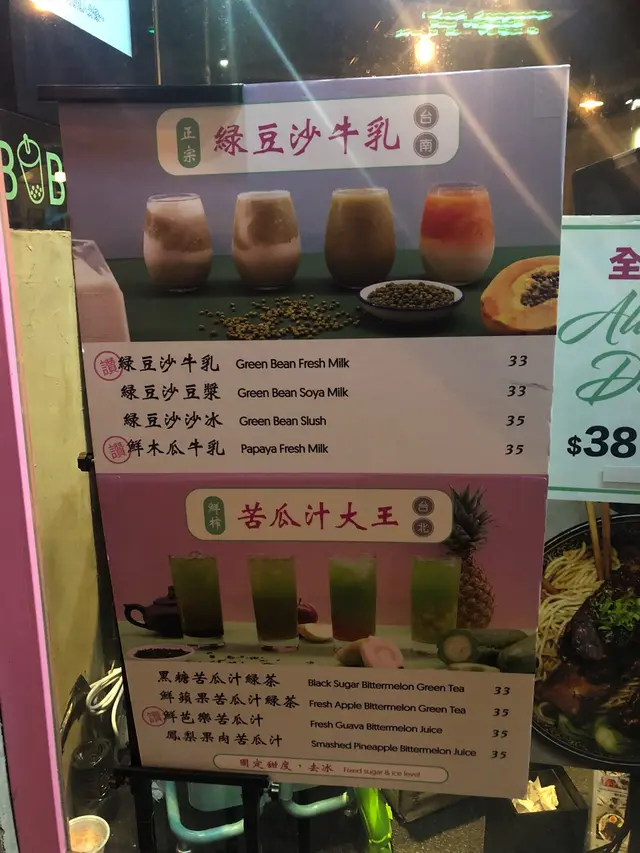 正宗 綠豆沙牛乳 台南
讚 綠豆沙牛乳 Green Bean Fresh Milk 33
綠豆沙豆漿 Green Bean Soya Milk 33
綠豆沙沙冰 Green Bean Slush 35
讚 鮮木瓜牛乳 Papaya Fresh Milk 35
鮮榨 苦瓜汁大王 台北
黑糖苦瓜汁綠茶 Black Sugar Bittermelon Green Tea 33
鮮蘋果苦瓜汁綠茶 Fresh Apple Bittermelon Green Tea 35
讚 鮮芭樂苦瓜汁 Fresh Guava Bittermelon Juice 35
鳳梨果肉苦瓜汁 Smashed Pineapple Bittermelon Juice 35
固定甜度,去冰 Fixed sugar & ice level
全
$38